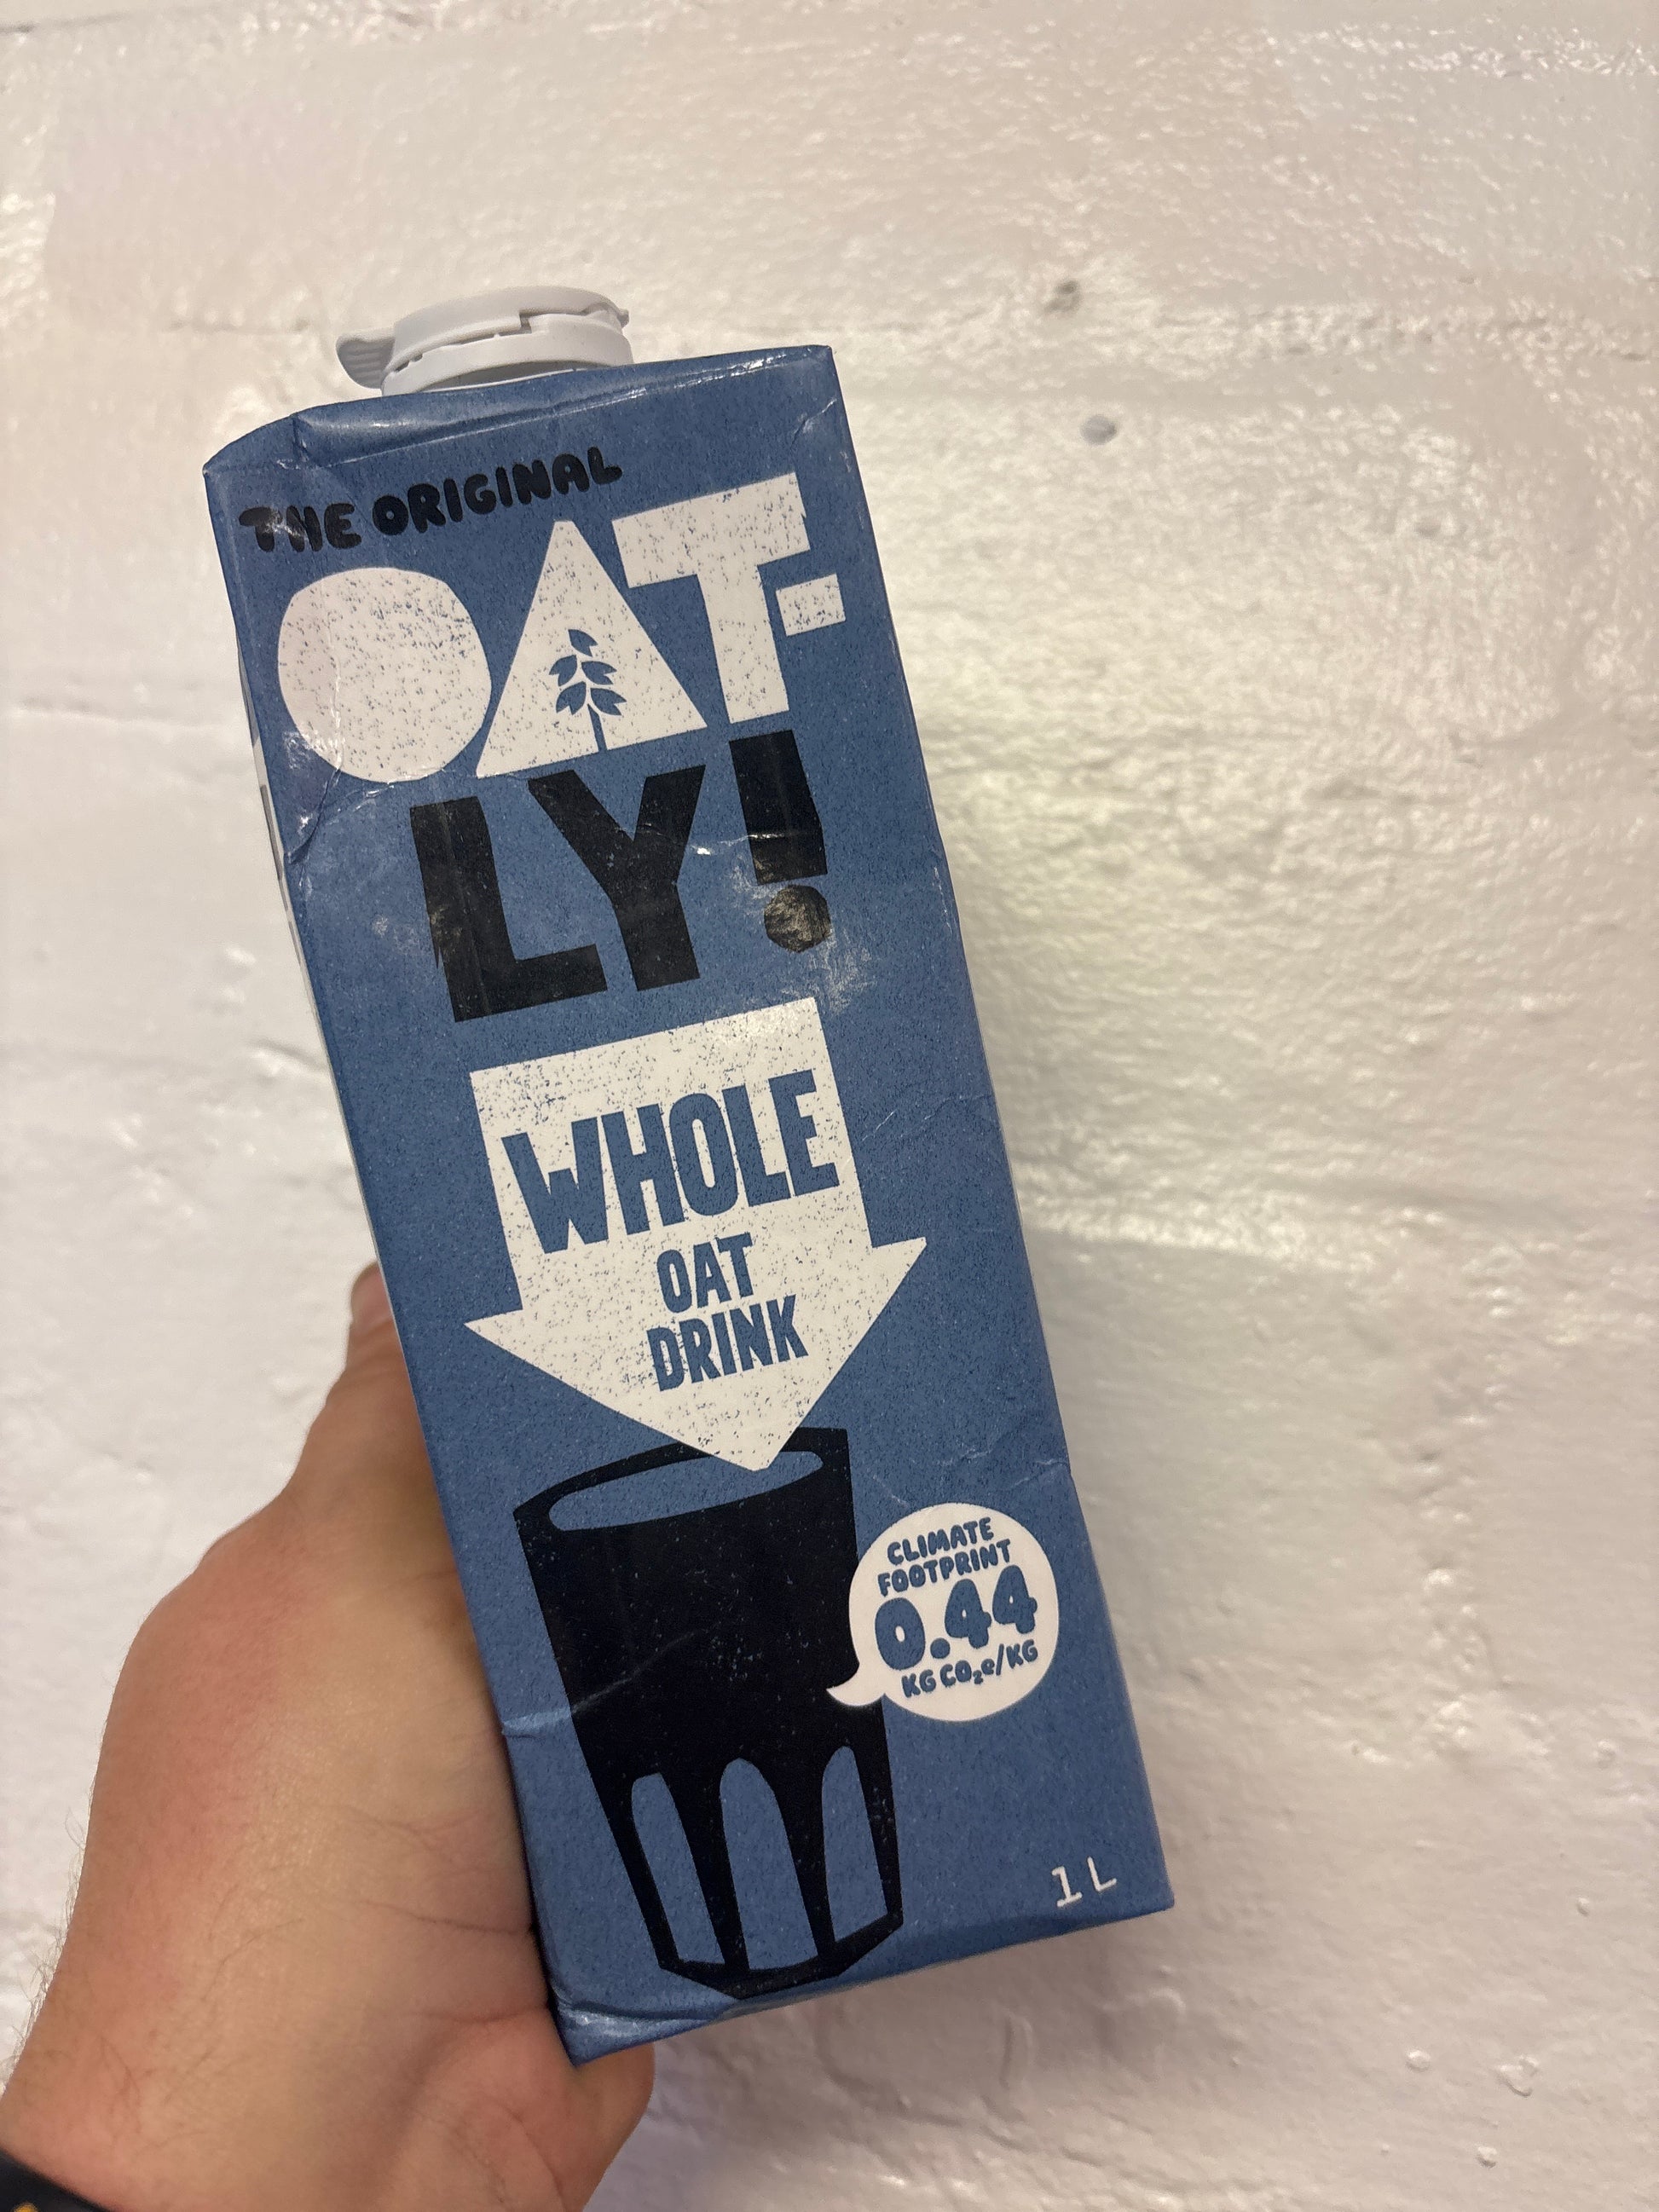 THE ORIGINAL
OAT-
LY!
WHOLE
OAT
DRINK
CLIMATE
FOOTPRINT
0.44
KG CO₂e/KG
1 L